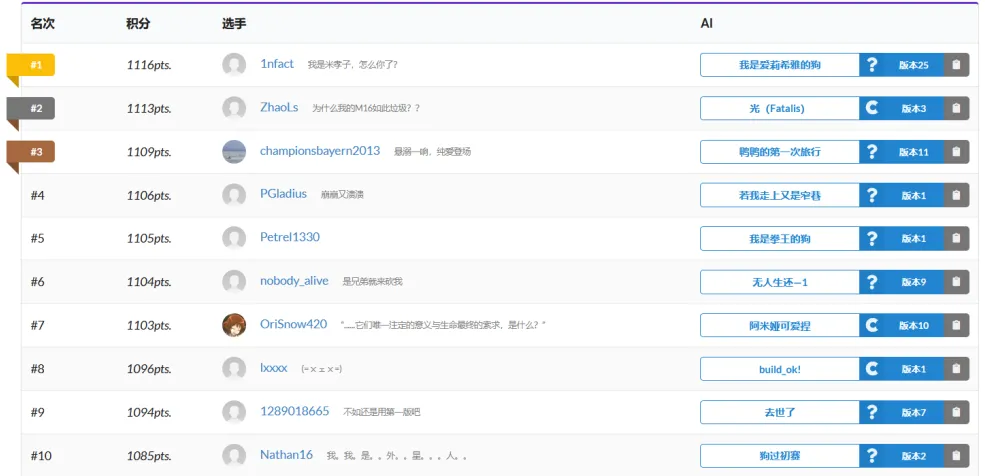 名次 积分 选手 AI
#1 1116pts. 1nfact 我是米孝子，怎么你了? 我是爱莉希雅的狗 ? 版本25
#2 1113pts. ZhaoLs 为什么我的M16如此垃圾？？ 光（Fatalis） C 版本3
#3 1109pts. championsbayern2013 悬溺一响，纯爱登场 鸭鸭的第一次旅行 ? 版本11
#4 1106pts. PGladius 崩崩又溃溃 若我走上又是窄巷 ? 版本1
#5 1105pts. Petrel1330 我是拳王的狗 ? 版本1
#6 1104pts. nobody_alive 是兄弟就来砍我 无人生还—1 ? 版本9
#7 1103pts. OriSnow420 “……它们唯一注定的意义与生命最终的索求，是什么？” 阿米娅可爱捏 C 版本10
#8 1096pts. lxxxx (=ｘェｘ=) build_ok! C 版本1
#9 1094pts. 1289018665 不如还是用第一版吧 去世了 ? 版本7
#10 1085pts. Nathan16 我。我。是。。外。。星。。。人。。 狗过初赛 ? 版本2